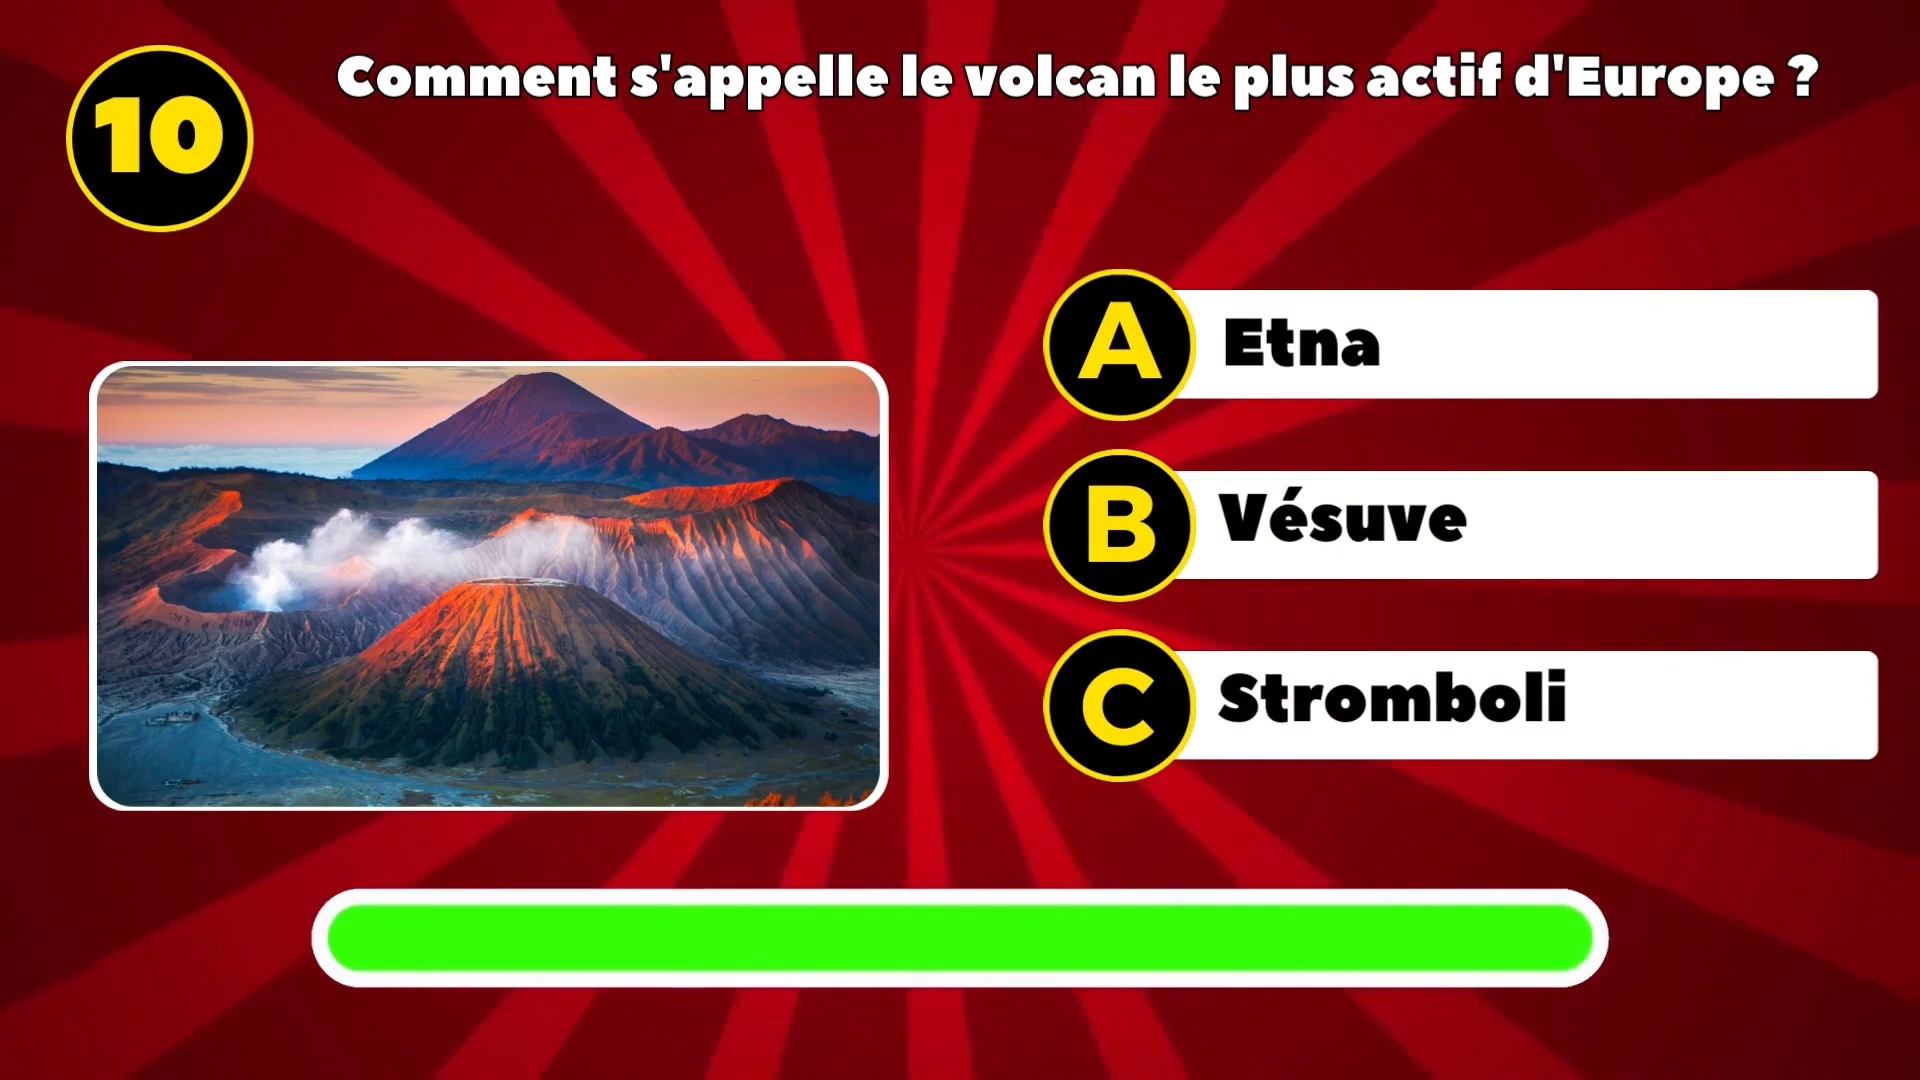 10
Comment s'appelle le volcan le plus actif d'Europe ?
A Etna
B Vésuve
C Stromboli